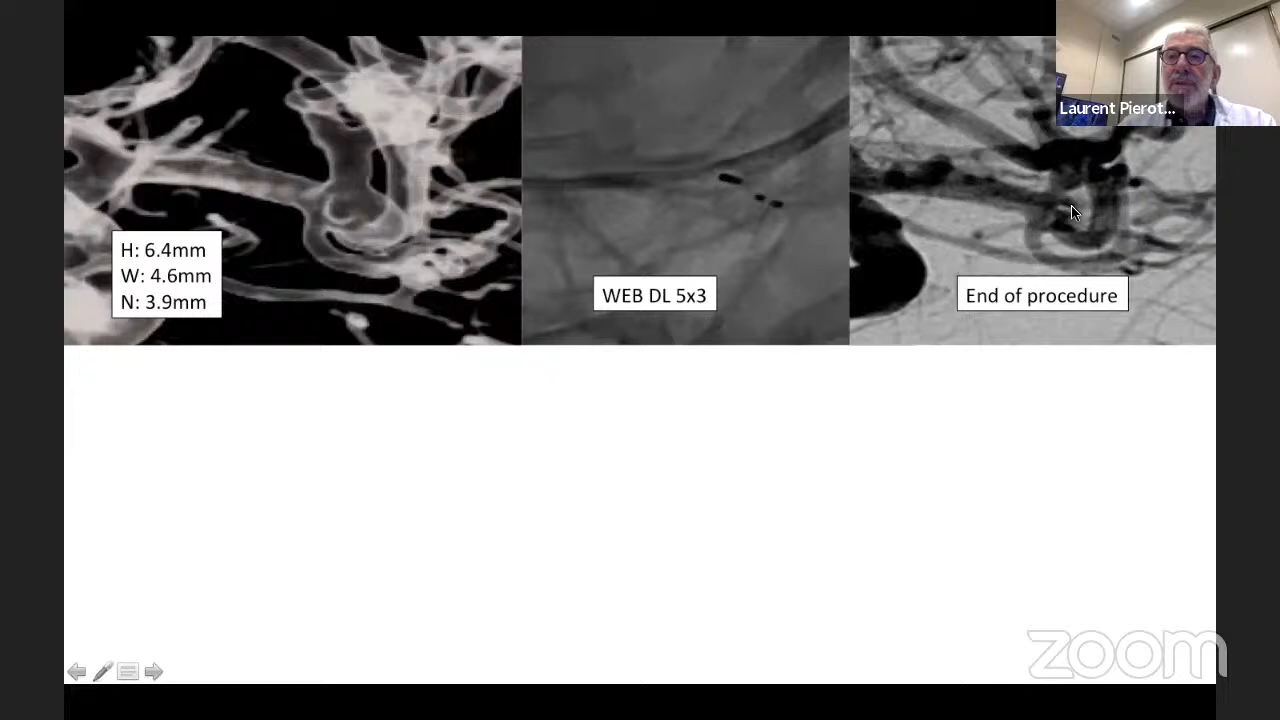 Laurent Pierot...
H: 6.4mm
W: 4.6mm
N: 3.9mm
WEB DL 5x3
End of procedure
zoom